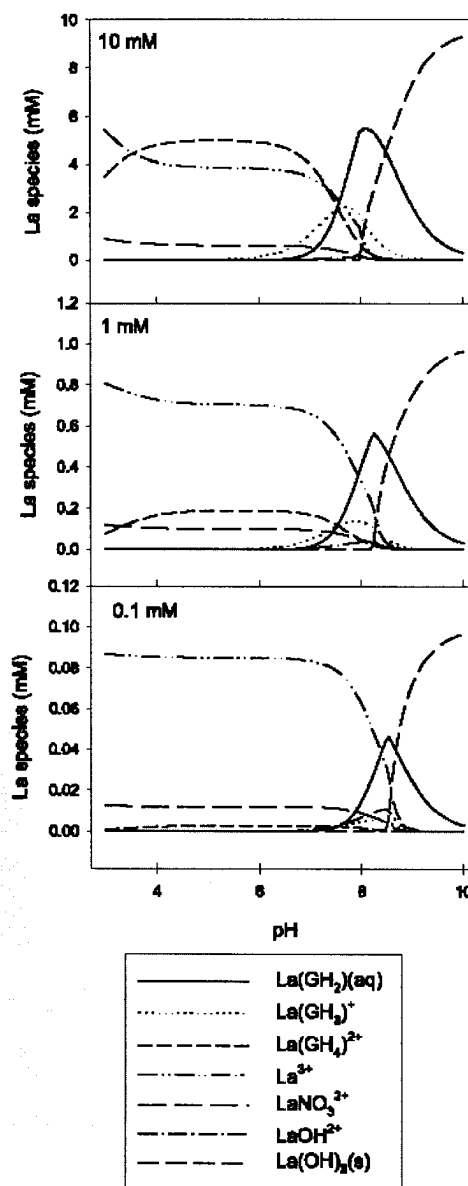 10 mM
La species (mM)
10
8
6
4
2
0
1 mM
La species (mM)
1.2
1.0
0.8
0.6
0.4
0.2
0.0
0.1 mM
La species (mM)
0.12
0.10
0.08
0.06
0.04
0.02
0.00
4 6 8 10
pH
La(GH₂)(aq)
La(GH₃)⁺
La(GH₄)²⁺
La³⁺
LaNO₃²⁺
LaOH²⁺
La(OH)₃(s)